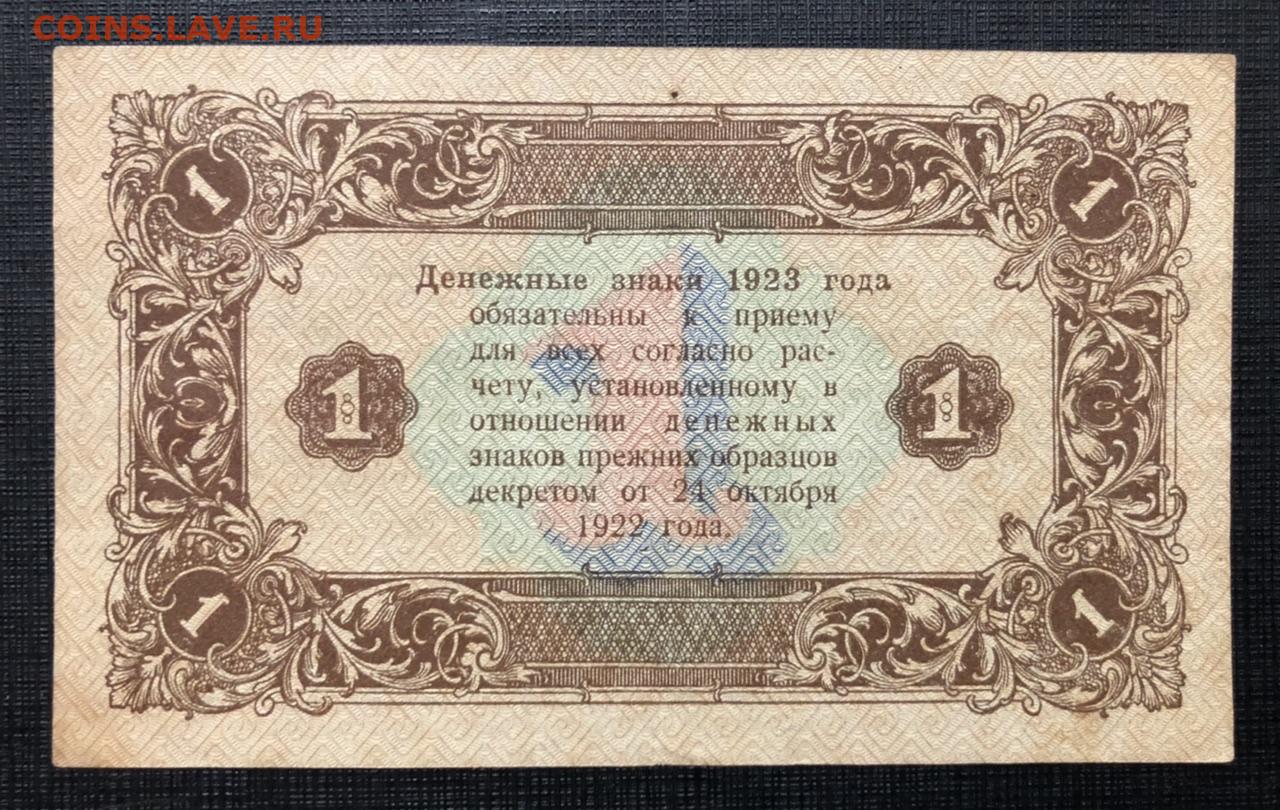 COINS.LAVE.RU
1 1
Денежные знаки 1923 года
обязательны к приему
для всех согласно рас-
чету, установленному в
отношении денежных
знаков прежних образцов
декретом от 24 октября
1922 года.
1 1 1
1 1